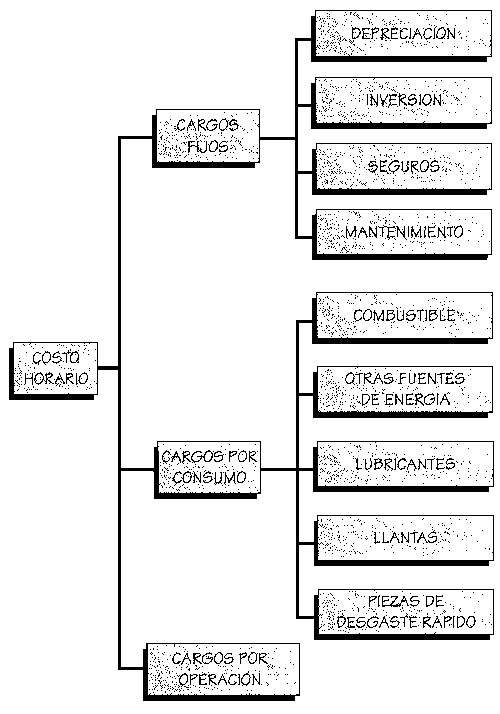 COSTO
HORARIO
CARGOS
FIJOS
DEPRECIACION
INVERSION
SEGUROS
MANTENIMIENTO
CARGOS POR
CONSUMO
COMBUSTIBLE
OTRAS FUENTES
DE ENERGIA
LUBRICANTES
LLANTAS
PIEZAS DE
DESGASTE RAPIDO
CARGOS POR
OPERACION